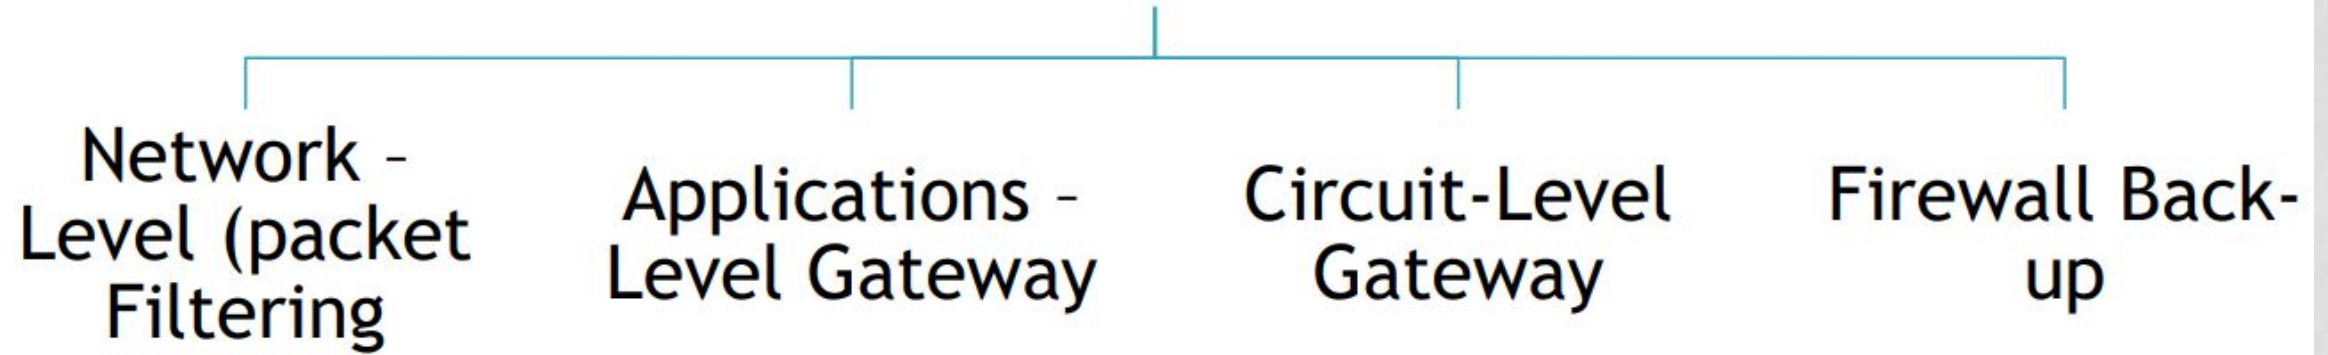 Network –
Level (packet
Filtering
Applications –
Level Gateway
Circuit-Level
Gateway
Firewall Back-
up